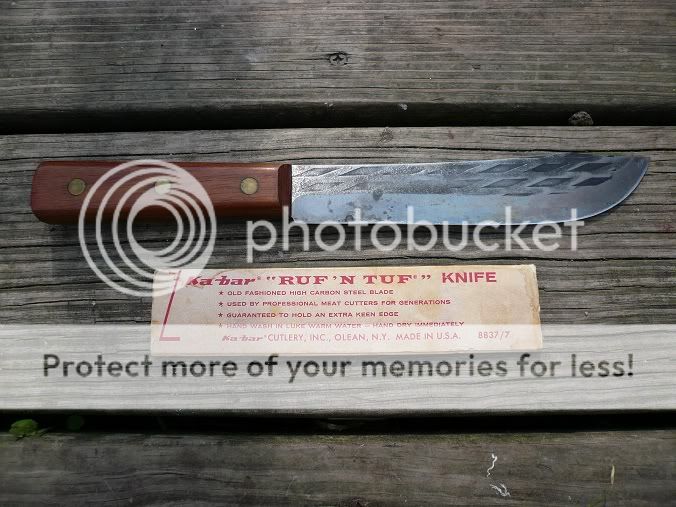 photobucket
Ka-bar® "RUF 'N TUF®" KNIFE
★ OLD FASHIONED HIGH CARBON STEEL BLADE
★ USED BY PROFESSIONAL MEAT CUTTERS FOR GENERATIONS
★ GUARANTEED TO HOLD AN EXTRA KEEN EDGE
★ HAND WASH IN LUKE WARM WATER — HAND DRY IMMEDIATELY
Ka-bar® CUTLERY, INC., OLEAN, N.Y. MADE IN U.S.A. 8837/7
Protect more of your memories for less!